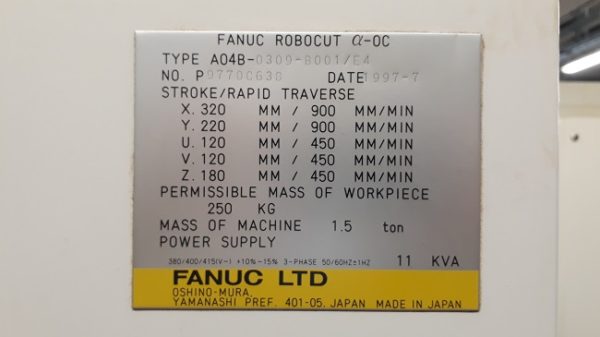 FANUC ROBOCUT α-OC
TYPE A04B-0309-B001/E4
NO. P9770C638 DATE 1997-7
STROKE/RAPID TRAVERSE
X. 320 MM / 900 MM/MIN
Y. 220 MM / 900 MM/MIN
U. 120 MM / 450 MM/MIN
V. 120 MM / 450 MM/MIN
Z. 180 MM / 450 MM/MIN
PERMISSIBLE MASS OF WORKPIECE
250 KG
MASS OF MACHINE 1.5 ton
POWER SUPPLY
380/400/415(V~) +10%-15% 3-PHASE 50/60HZ±1HZ 11 KVA
FANUC LTD
OSHINO-MURA,
YAMANASHI PREF. 401-05, JAPAN MADE IN JAPAN